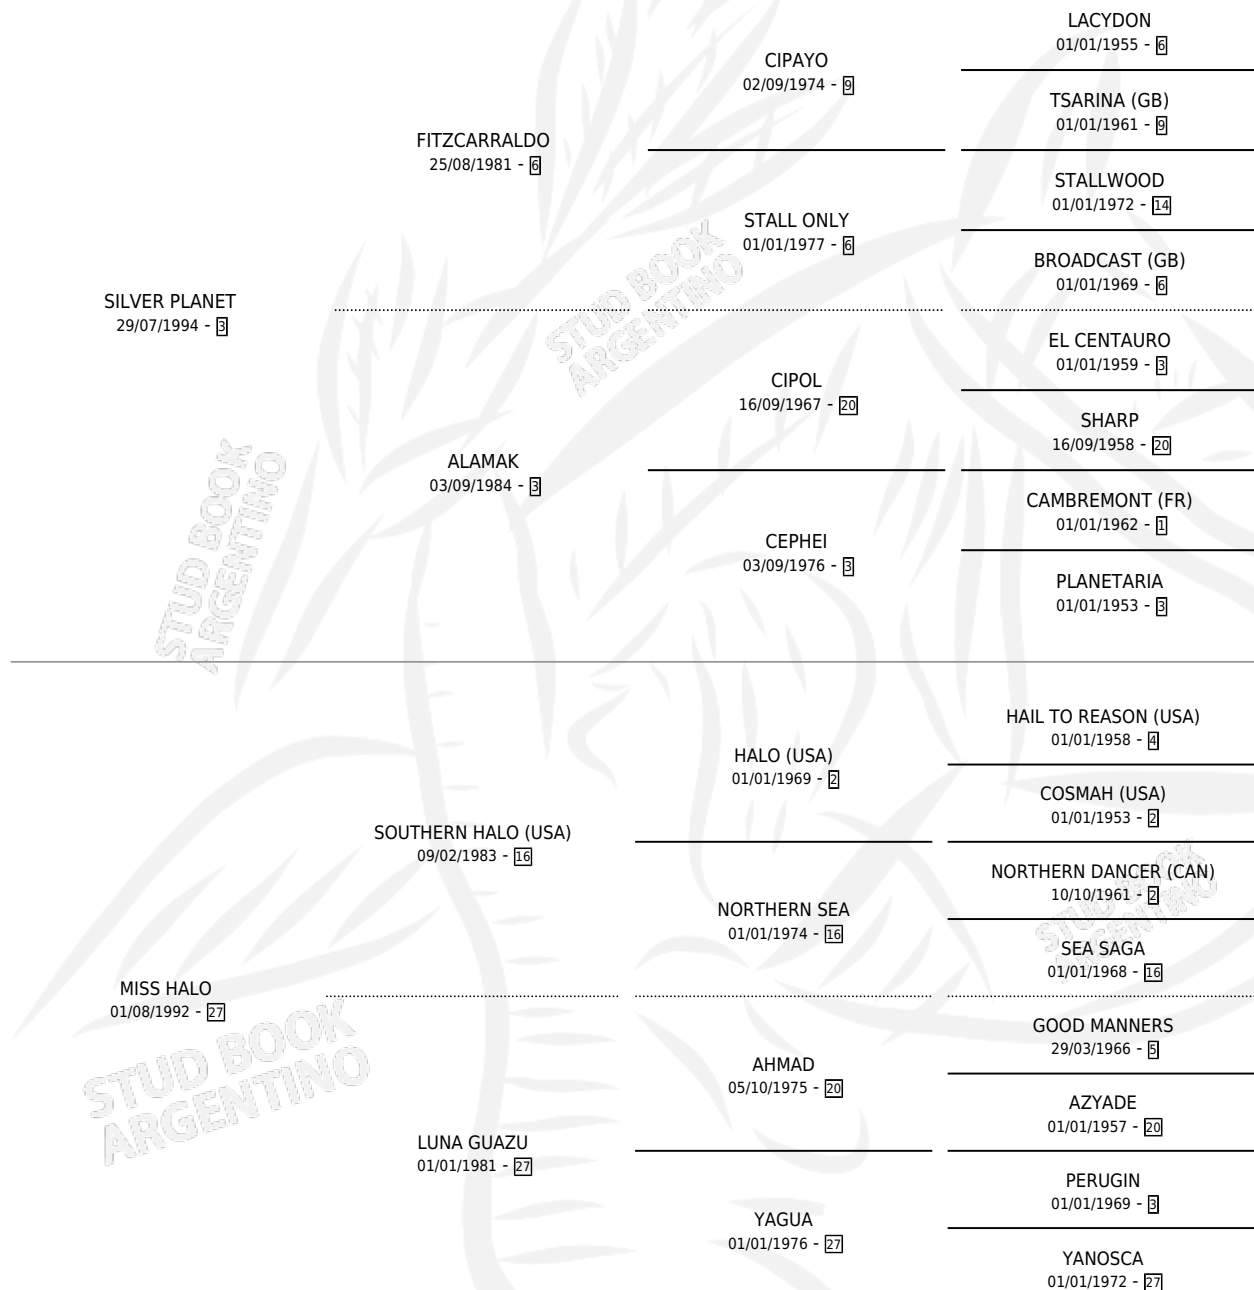 LACYDON
01/01/1955 - 6
CIPAYO
02/09/1974 - 9
TSARINA (GB)
01/01/1961 - 9
FITZCARRALDO
25/08/1981 - 6
STALLWOOD
01/01/1972 - 14
STALL ONLY
01/01/1977 - 6
BROADCAST (GB)
01/01/1969 - 6
SILVER PLANET
29/07/1994 - 3
STUD BOOK
ARGENTINO
EL CENTAURO
01/01/1959 - 3
CIPOL
16/09/1967 - 20
SHARP
16/09/1958 - 20
ALAMAK
03/09/1984 - 3
STUD BOOK
ARGENTINO
CAMBREMONT (FR)
01/01/1962 - 1
CEPHEI
03/09/1976 - 3
PLANETARIA
01/01/1953 - 3
HAIL TO REASON (USA)
01/01/1958 - 4
HALO (USA)
01/01/1969 - 2
COSMAH (USA)
01/01/1953 - 2
SOUTHERN HALO (USA)
09/02/1983 - 16
NORTHERN DANCER (CAN)
10/10/1961 - 2
STUD BOOK
ARGENTINO
NORTHERN SEA
01/01/1974 - 16
SEA SAGA
01/01/1968 - 16
MISS HALO
01/08/1992 - 27
STUD BOOK
ARGENTINO
GOOD MANNERS
29/03/1966 - 5
AHMAD
05/10/1975 - 20
AZYADE
01/01/1957 - 20
LUNA GUAZU
01/01/1981 - 27
PERUGIN
01/01/1969 - 3
YAGUA
01/01/1976 - 27
YANOSCA
01/01/1972 - 27